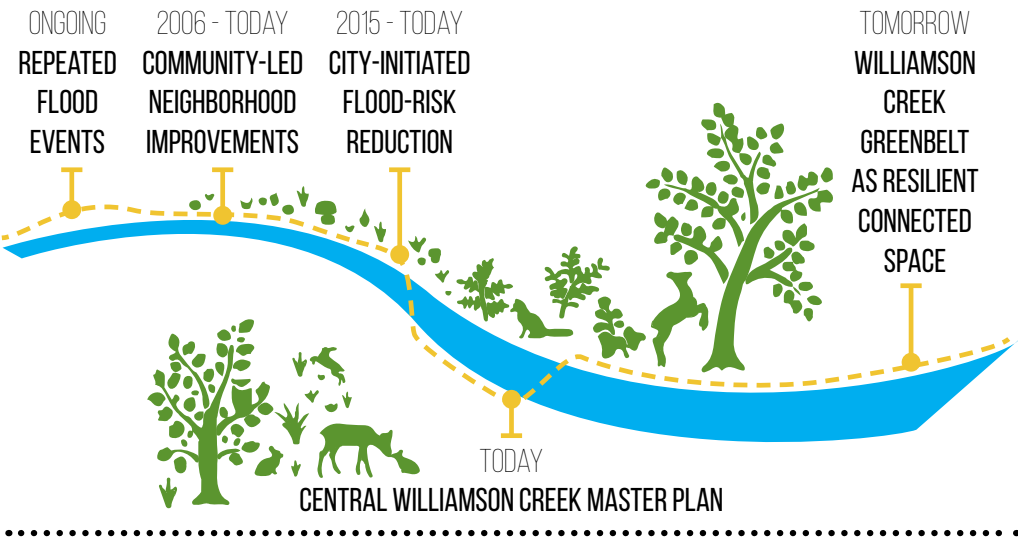 ONGOING
REPEATED
FLOOD
EVENTS
2006 - TODAY
COMMUNITY-LED
NEIGHBORHOOD
IMPROVEMENTS
2015 - TODAY
CITY-INITIATED
FLOOD-RISK
REDUCTION
TOMORROW
WILLIAMSON
CREEK
GREENBELT
AS RESILIENT
CONNECTED
SPACE
TODAY
CENTRAL WILLIAMSON CREEK MASTER PLAN